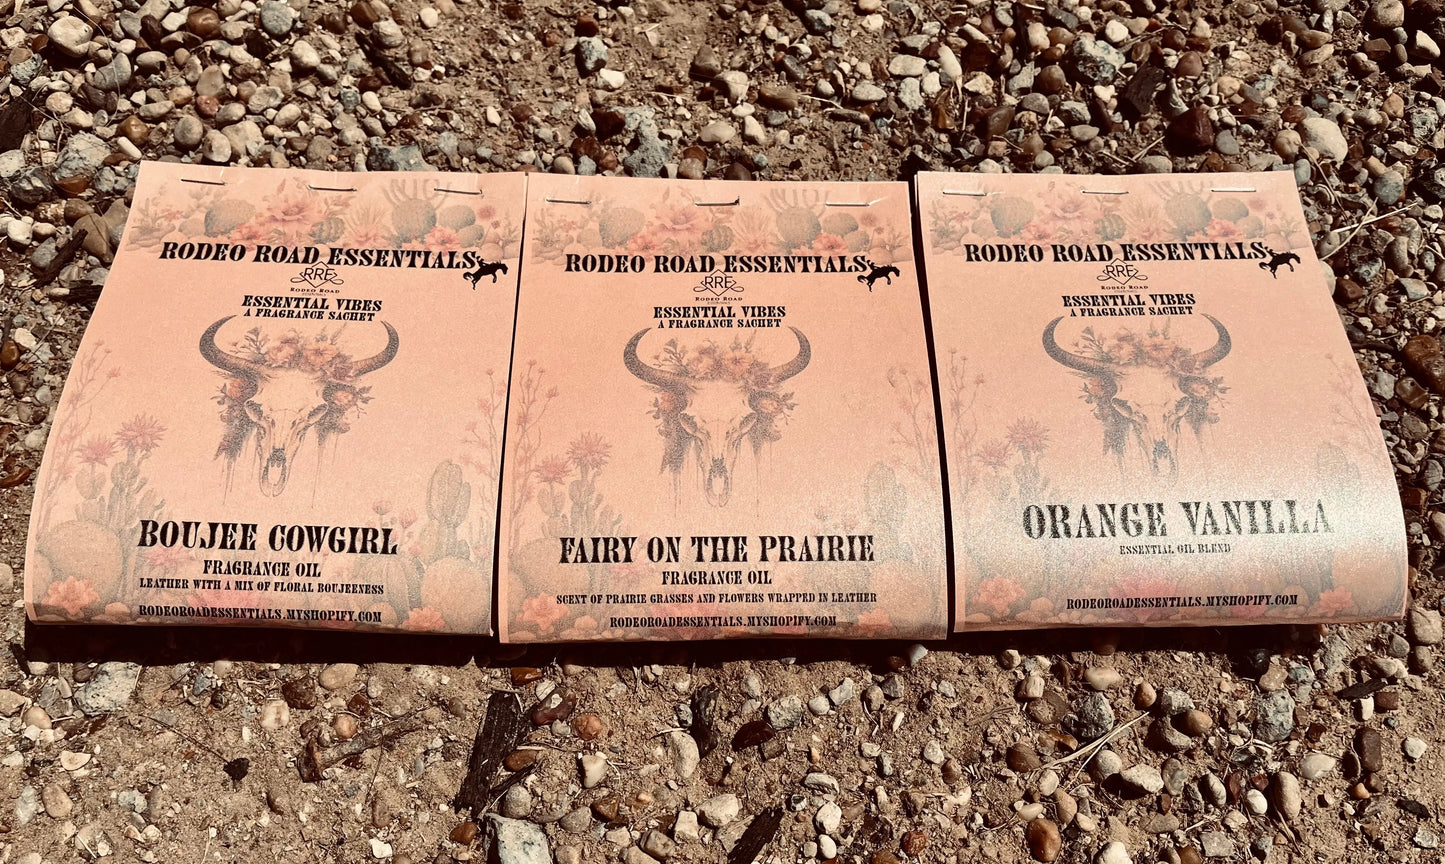 RODEO ROAD ESSENTIALS
RRE
RODEO ROAD
ESSENTIAL VIBES
A FRAGRANCE SACHET
BOUJEE COWGIRL
FRAGRANCE OIL
LEATHER WITH A MIX OF FLORAL BOUJEENESS
RODEOROADESSENTIALS.MYSHOPIFY.COM
RODEO ROAD ESSENTIALS
RRE
RODEO ROAD
ESSENTIAL VIBES
A FRAGRANCE SACHET
FAIRY ON THE PRAIRIE
FRAGRANCE OIL
SCENT OF PRAIRIE GRASSES AND FLOWERS WRAPPED IN LEATHER
RODEOROADESSENTIALS.MYSHOPIFY.COM
RODEO ROAD ESSENTIALS
RRE
RODEO ROAD
ESSENTIAL VIBES
A FRAGRANCE SACHET
ORANGE VANILLA
ESSENTIAL OIL BLEND
RODEOROADESSENTIALS.MYSHOPIFY.COM